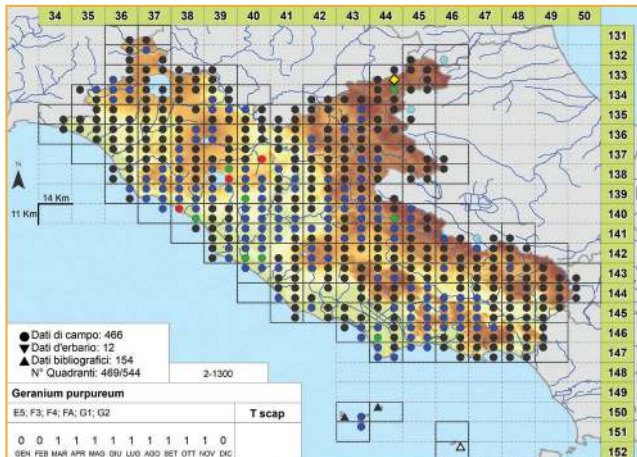 34 35 36 37 38 39 40 41 42 43 44 45 46 47 48 49 50
131
132
133
134
135
136
137
138
139
140
141
142
143
144
145
146
147
148
149
150
151
152
N
14 Km
11 Km
Dati di campo: 466
Dati d'erbario: 12
Dati bibliografici: 154
N° Quadranti: 469/544
2-1300
Geranium purpureum
E5; F3; F4; FA; G1; G2
T scap
0 0 1 1 1 1 1 1 1 1 1 0
GEN FEB MAR APR MAG GIU LUG AGO SET OTT NOV DIC